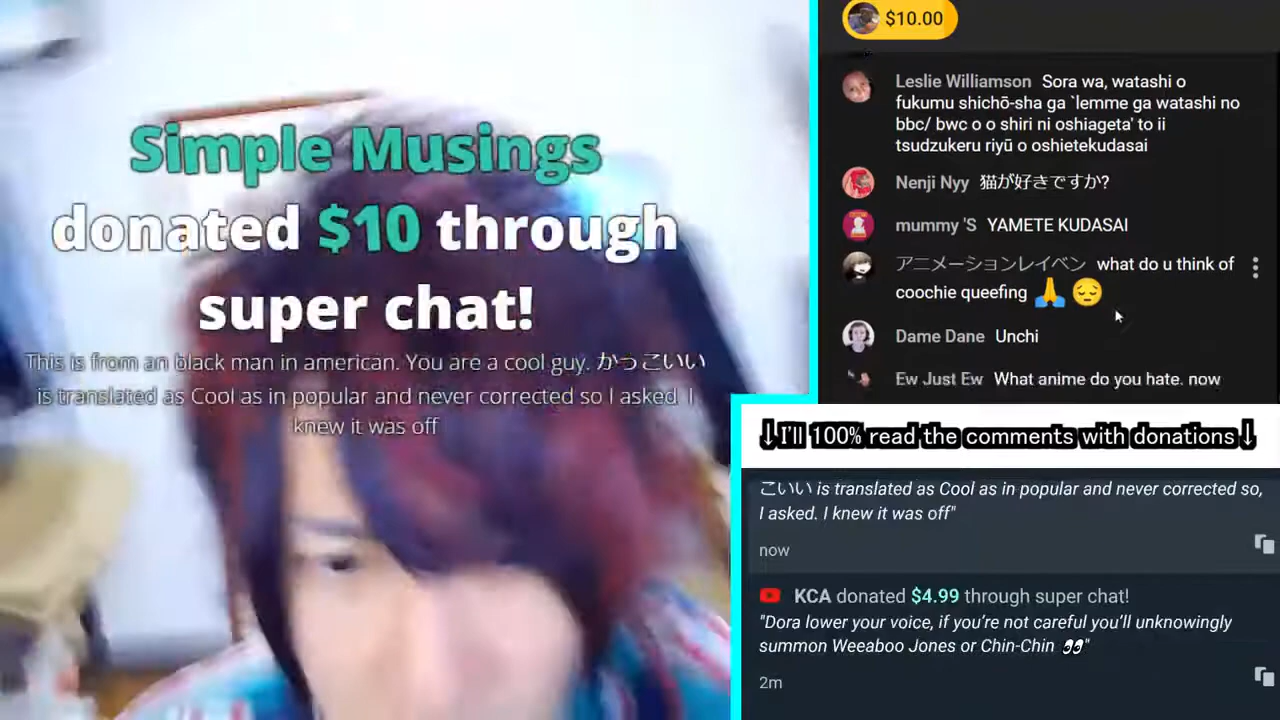 Simple Musings
donated $10 through
super chat!
This is from an black man in american. You are a cool guy. かっこいい
is translated as Cool as in popular and never corrected so I asked. I
knew it was off
$10.00
Leslie Williamson Sora wa, watashi o
fukumu shichō-sha ga `lemme ga watashi no
bbc/ bwc o o shiri ni oshiageta' to ii
tsudzukeru riyū o oshietekudasai
Nenji Nyy 猫が好きですか?
mummy 'S YAMETE KUDASAI
アニメーションレイベン what do u think of
coochie queefing 🙏😔
Dame Dane Unchi
Ew Just Ew What anime do you hate. now
↓I'll 100% read the comments with donations↓
こいい is translated as Cool as in popular and never corrected so,
I asked. I knew it was off"
now
KCA donated $4.99 through super chat!
"Dora lower your voice, if you're not careful you'll unknowingly
summon Weeaboo Jones or Chin-Chin 👀"
2m